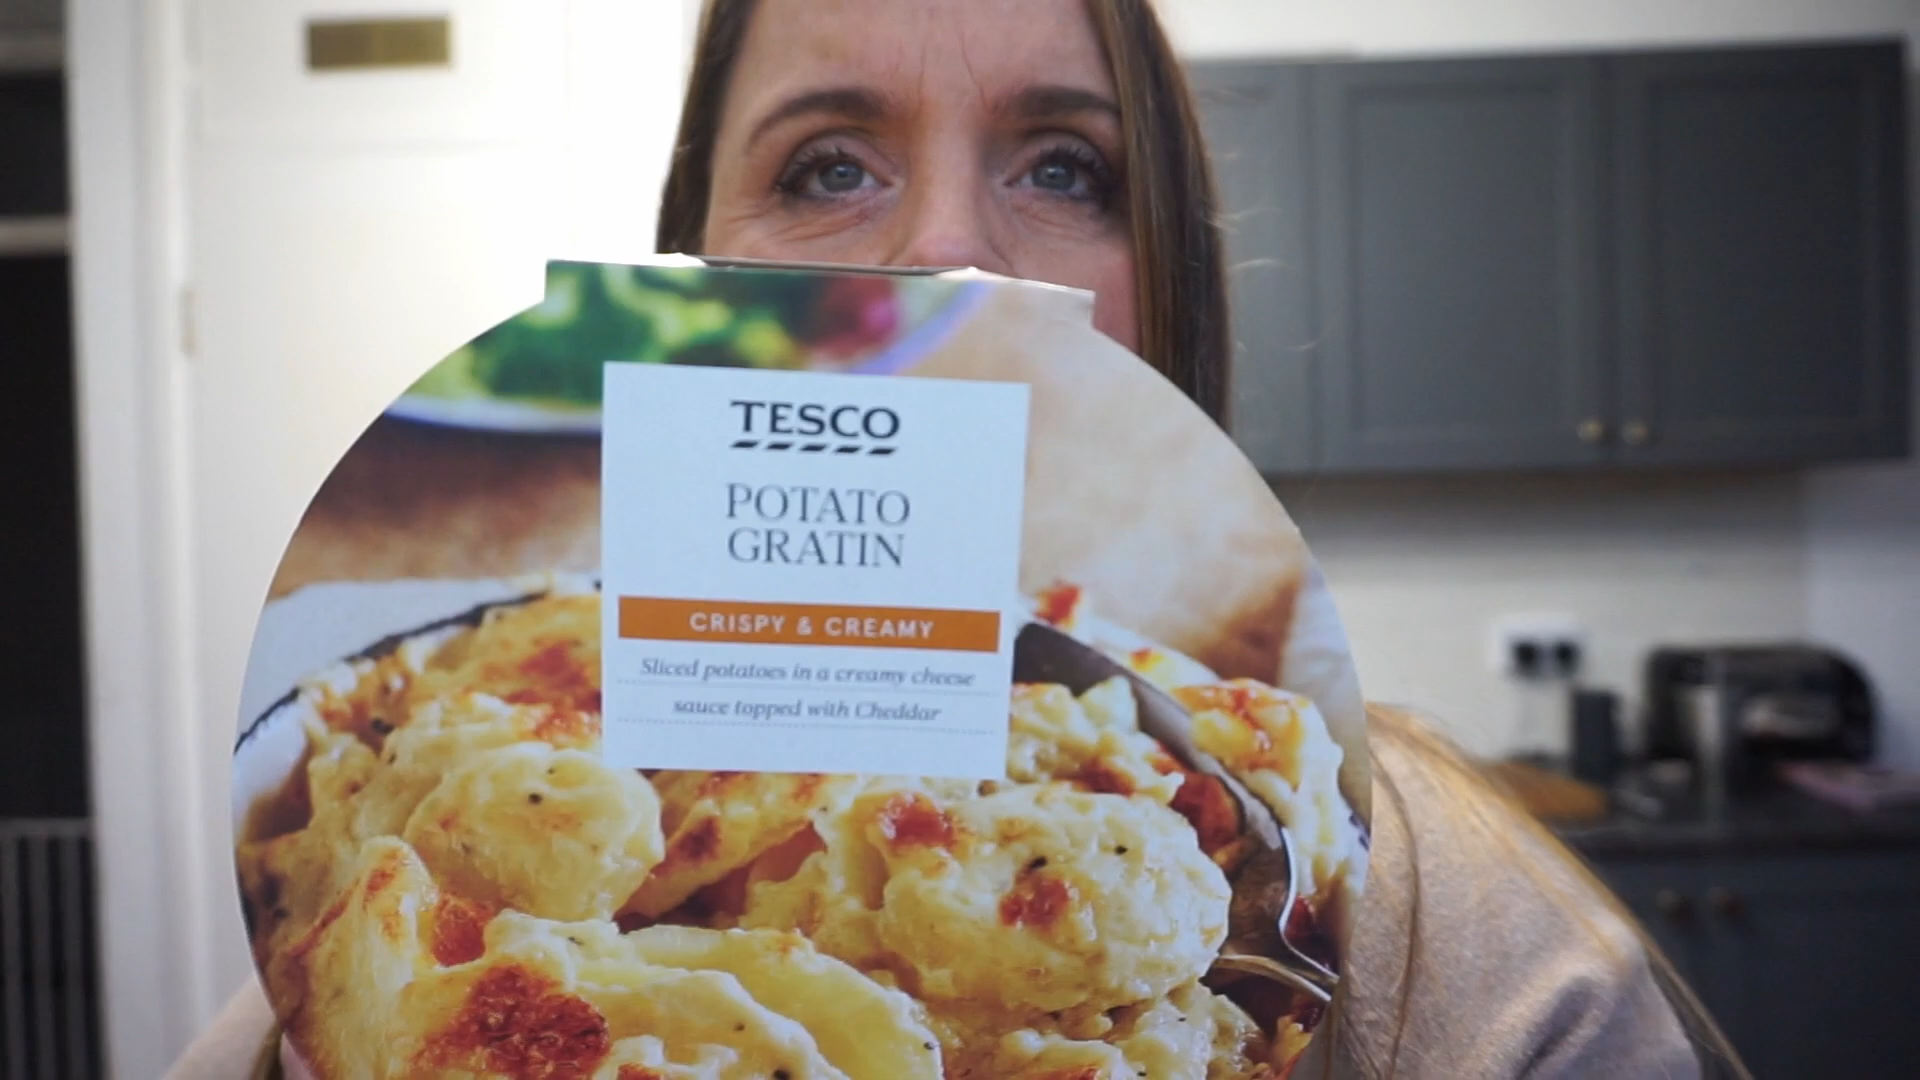 TESCO
POTATO
GRATIN
CRISPY & CREAMY
Sliced potatoes in a creamy cheese
sauce topped with Cheddar